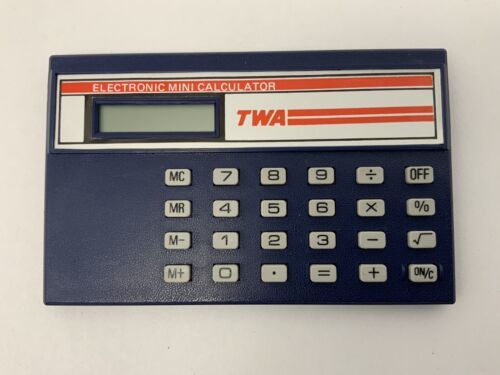 ELECTRONIC MINI CALCULATOR
TWA
MC 7 8 9 ÷ OFF
MR 4 5 6 × %
M- 1 2 3 − √
M+ 0 · = + ON/C